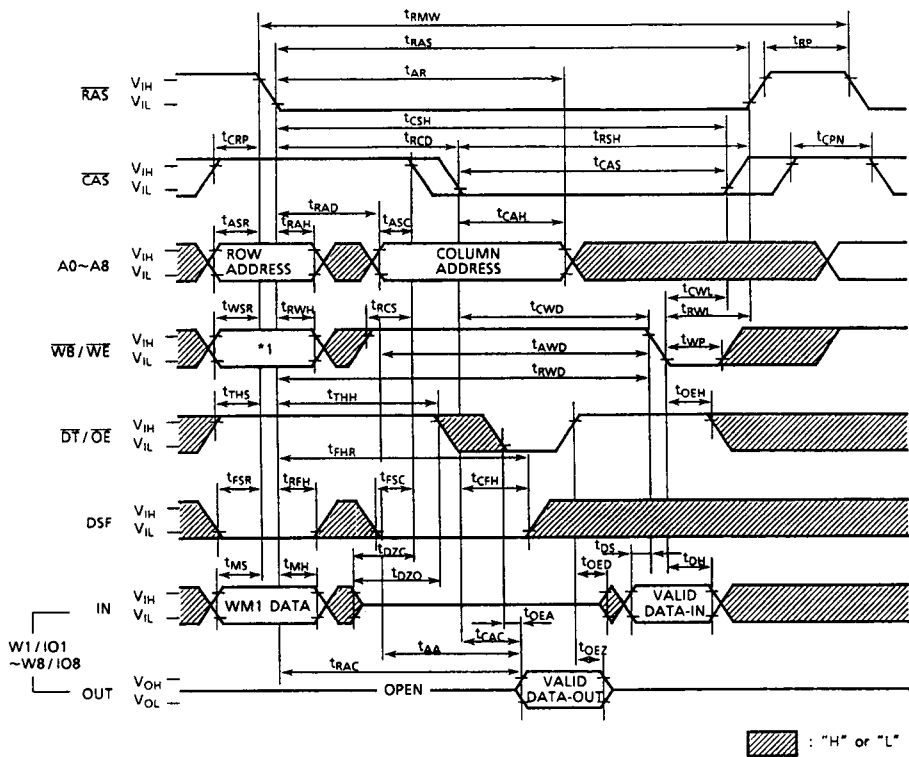 tRMW
tRAS
tRP
tAR
RAS
VIH
VIL
tCSH
tCRP
tRCD
tRSH
tCPN
CAS
VIH
VIL
tCAS
tRAD
tASR
tRAH
tASC
tCAH
A0~A8
VIH
VIL
ROW ADDRESS
COLUMN ADDRESS
tCWL
tWSR
tRWH
tRCS
tCWD
tRWL
WB/WE
VIH
VIL
*1
tWP
tAWD
tRWD
tTHS
tTHH
tOEH
DT/OE
VIH
VIL
tFHR
tFSR
tRFH
tFSC
tCFH
DSF
VIH
VIL
tDZC
tDS
tMS
tMH
tDZO
tOED
tDH
IN
VIH
VIL
WM1 DATA
VALID DATA-IN
tOEA
W1/IO1
~W8/IO8
tCAC
tAA
tOEZ
tRAC
OUT
VOH
VOL
OPEN
VALID DATA-OUT
: "H" or "L"